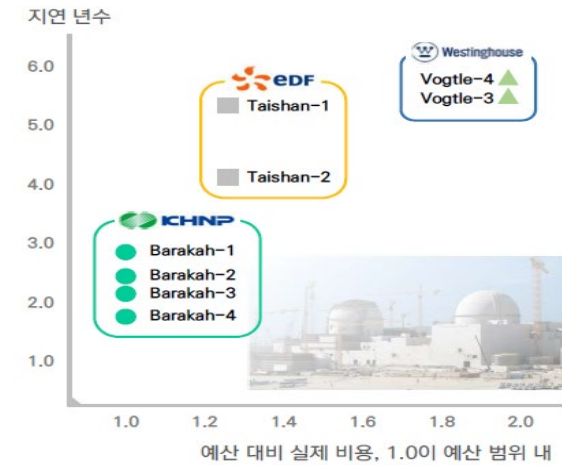 지연 년수
6.0
5.0
4.0
3.0
2.0
1.0
Westinghouse
Vogtle-4
Vogtle-3
eDF
Taishan-1
Taishan-2
KHNP
Barakah-1
Barakah-2
Barakah-3
Barakah-4
1.0 1.2 1.4 1.6 1.8 2.0
예산 대비 실제 비용, 1.0이 예산 범위 내